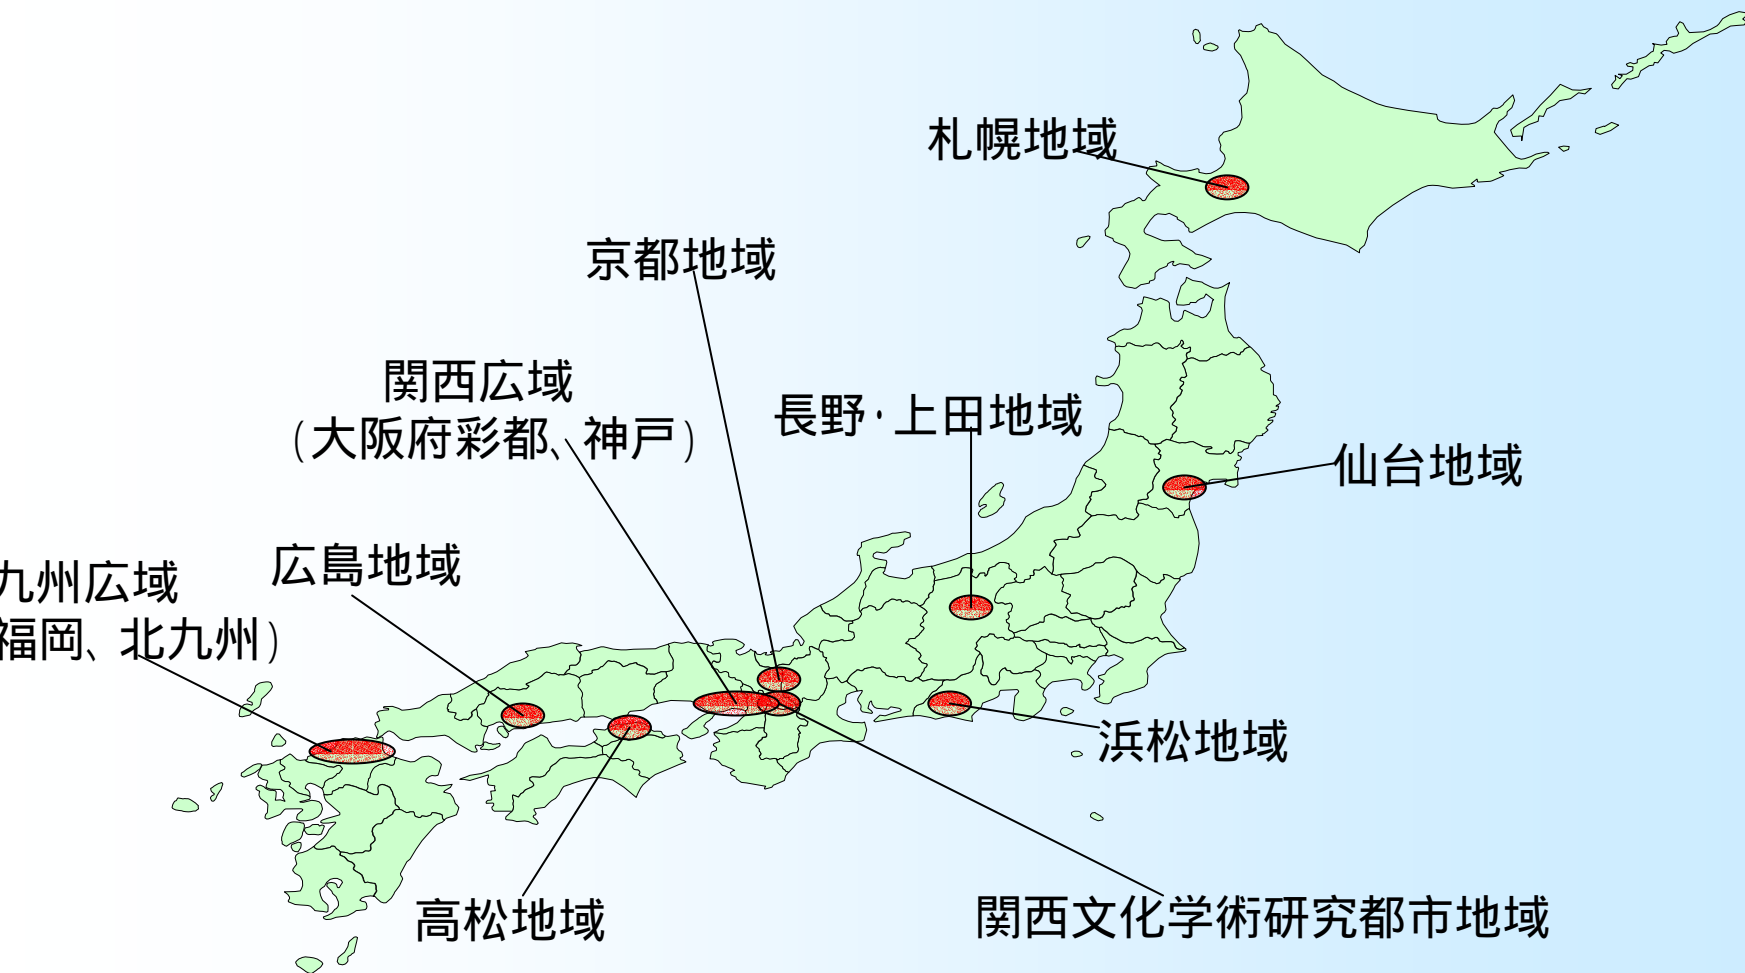 札幌地域
京都地域
関西広域
(大阪府彩都、神戸)
長野・上田地域
仙台地域
広島地域
九州広域
福岡、北九州)
浜松地域
高松地域
関西文化学術研究都市地域